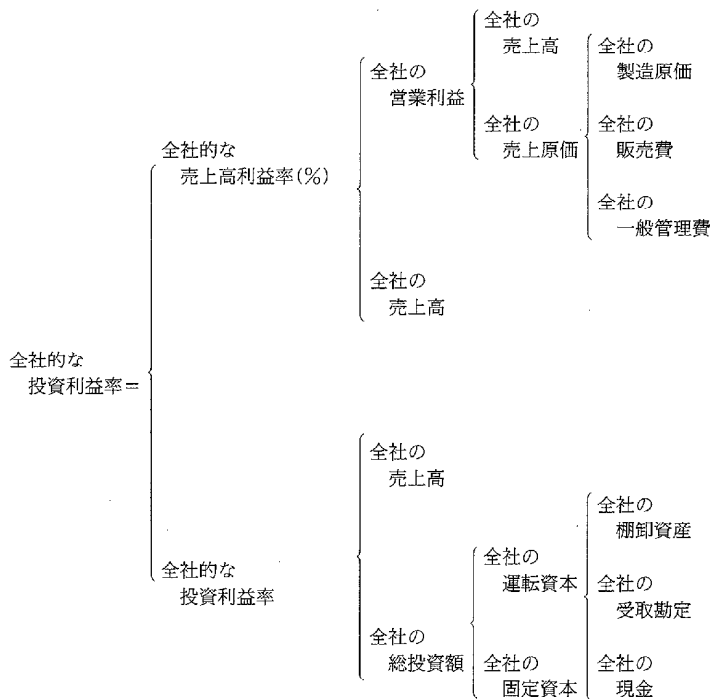 全社の
売上高
全社の
営業利益
全社の
製造原価
全社の
売上原価
全社の
販売費
全社的な
売上高利益率(%)
全社の
一般管理費
全社の
売上高
全社的な
投資利益率=
全社の
売上高
全社の
棚卸資産
全社の
運転資本
全社的な
投資利益率
全社の
受取勘定
全社の
総投資額
全社の
固定資本
全社の
現金